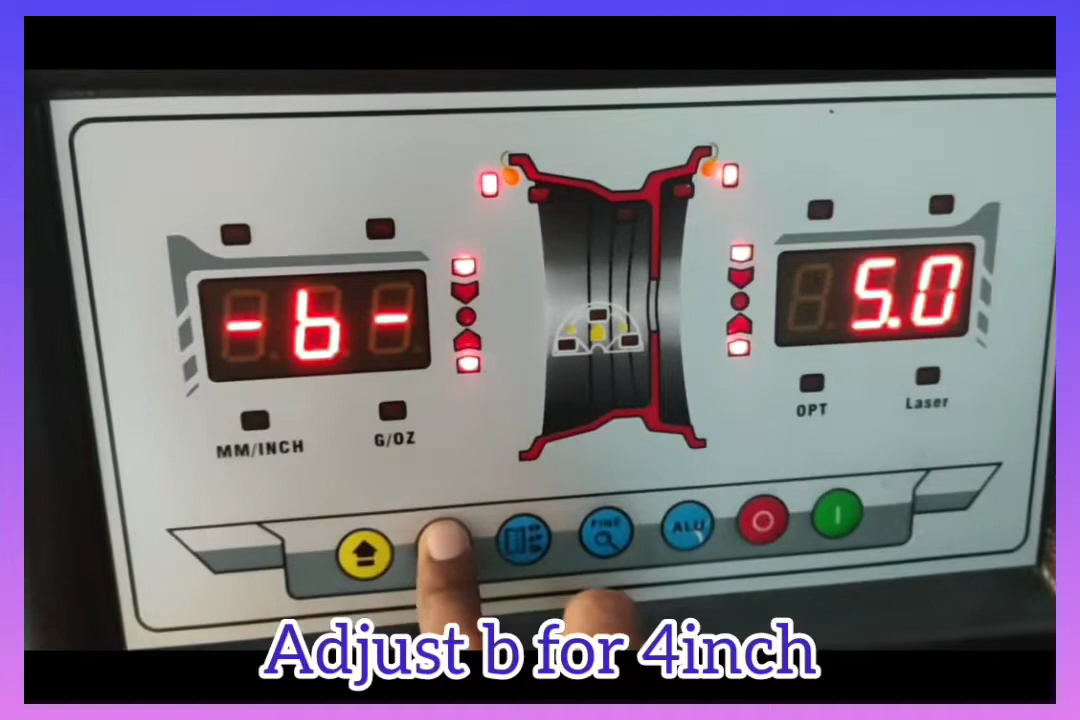 -b-
5.0
MM/INCH
G/OZ
OPT
Laser
FINE
ALU
Adjust b for 4inch